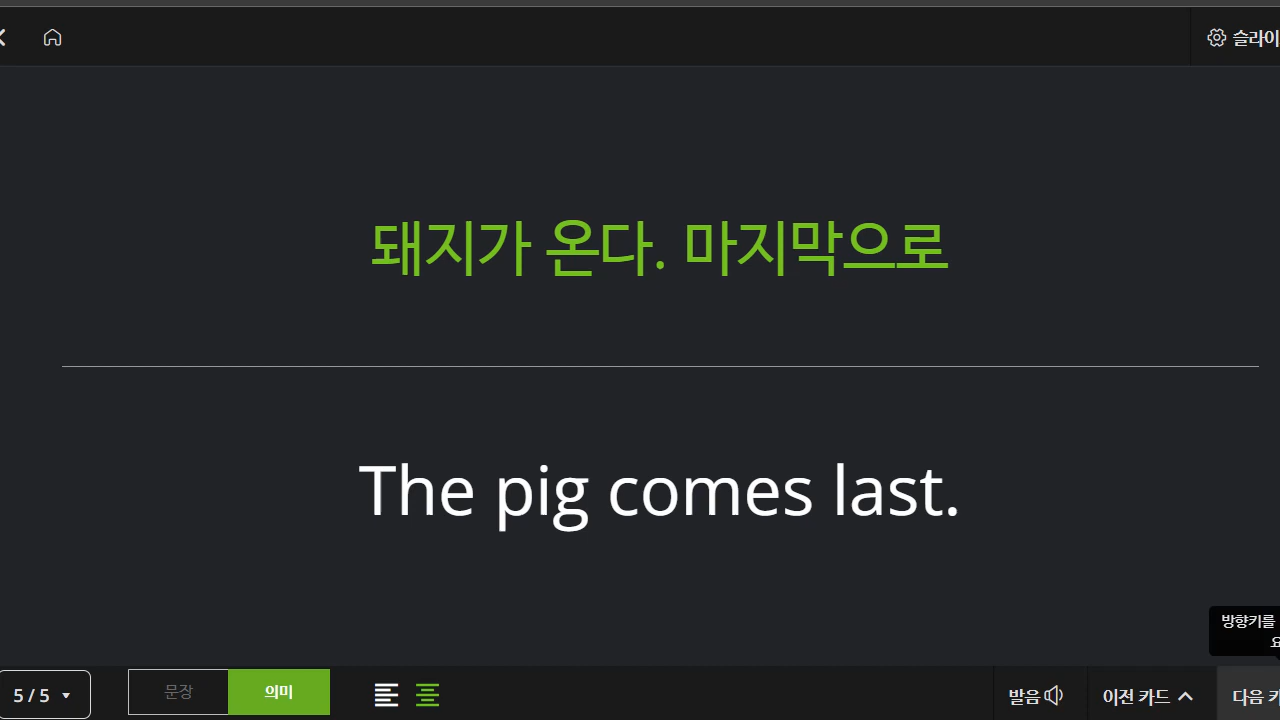 슬라이
돼지가 온다. 마지막으로
The pig comes last.
방향키를
요
5 / 5
문장
의미
발음
이전 카드
다음